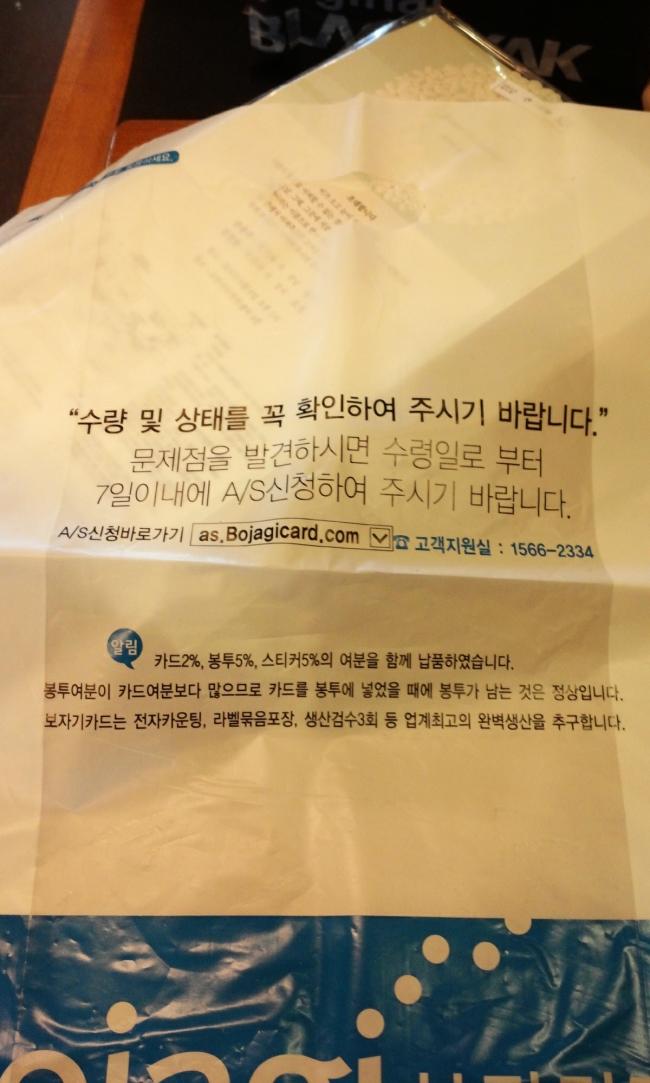 BLACKYAK
“수량 및 상태를 꼭 확인하여 주시기 바랍니다.”
문제점을 발견하시면 수령일로 부터
7일이내에 A/S신청하여 주시기 바랍니다.
A/S신청바로가기 as.Bojagicard.com ☎ 고객지원실 : 1566-2334
알림 카드2%, 봉투5%, 스티커5%의 여분을 함께 납품하였습니다.
봉투여분이 카드여분보다 많으므로 카드를 봉투에 넣었을 때에 봉투가 남는 것은 정상입니다.
보자기카드는 전자카운팅, 라벨묶음포장, 생산검수3회 등 업계최고의 완벽생산을 추구합니다.
Bojagi